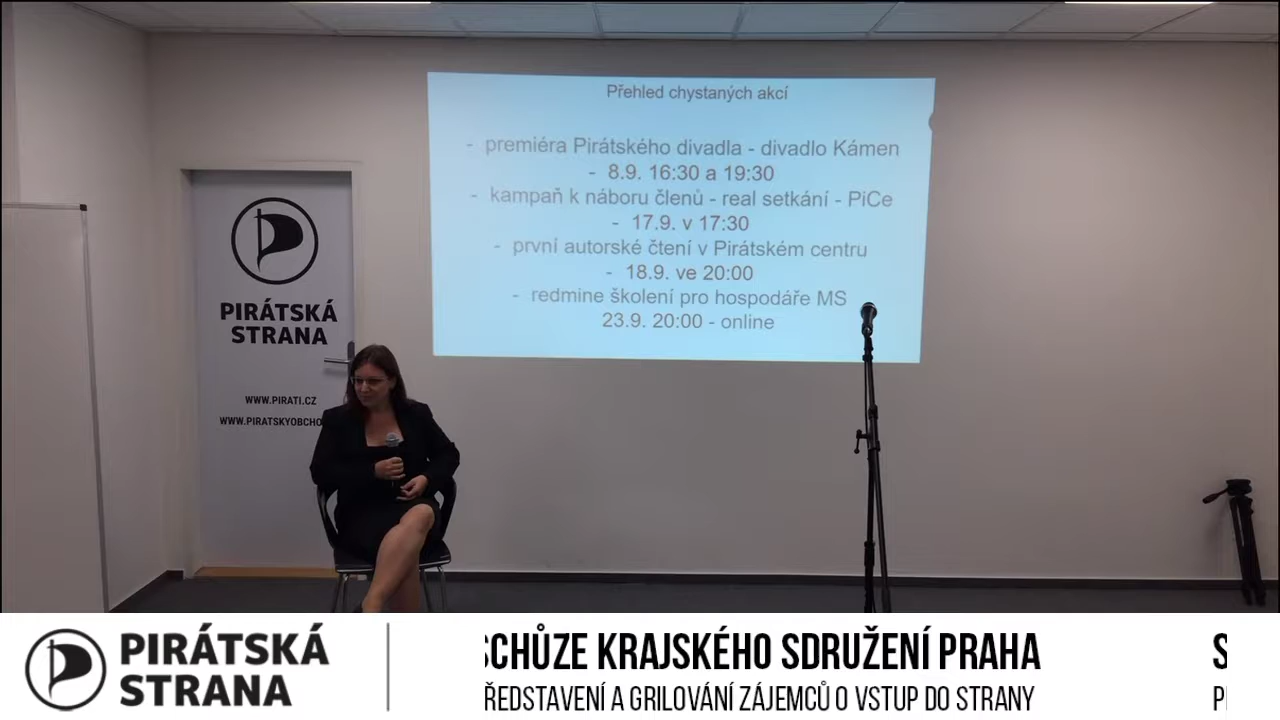 Přehled chystaných akcí
- premiéra Pirátského divadla - divadlo Kámen
- 8.9. 16:30 a 19:30
- kampaň k náboru členů - real setkání - PiCe
- 17.9. v 17:30
- první autorské čtení v Pirátském centru
- 18.9. ve 20:00
- redmine školení pro hospodáře MS
23.9. 20:00 - online
PIRÁTSKÁ
STRANA
WWW.PIRATI.CZ
WWW.PIRATSKYOBCHO
PIRÁTSKÁ
STRANA
SCHŮZE KRAJSKÉHO SDRUŽENÍ PRAHA
ŘEDSTAVENÍ A GRILOVÁNÍ ZÁJEMCŮ O VSTUP DO STRANY
S
P